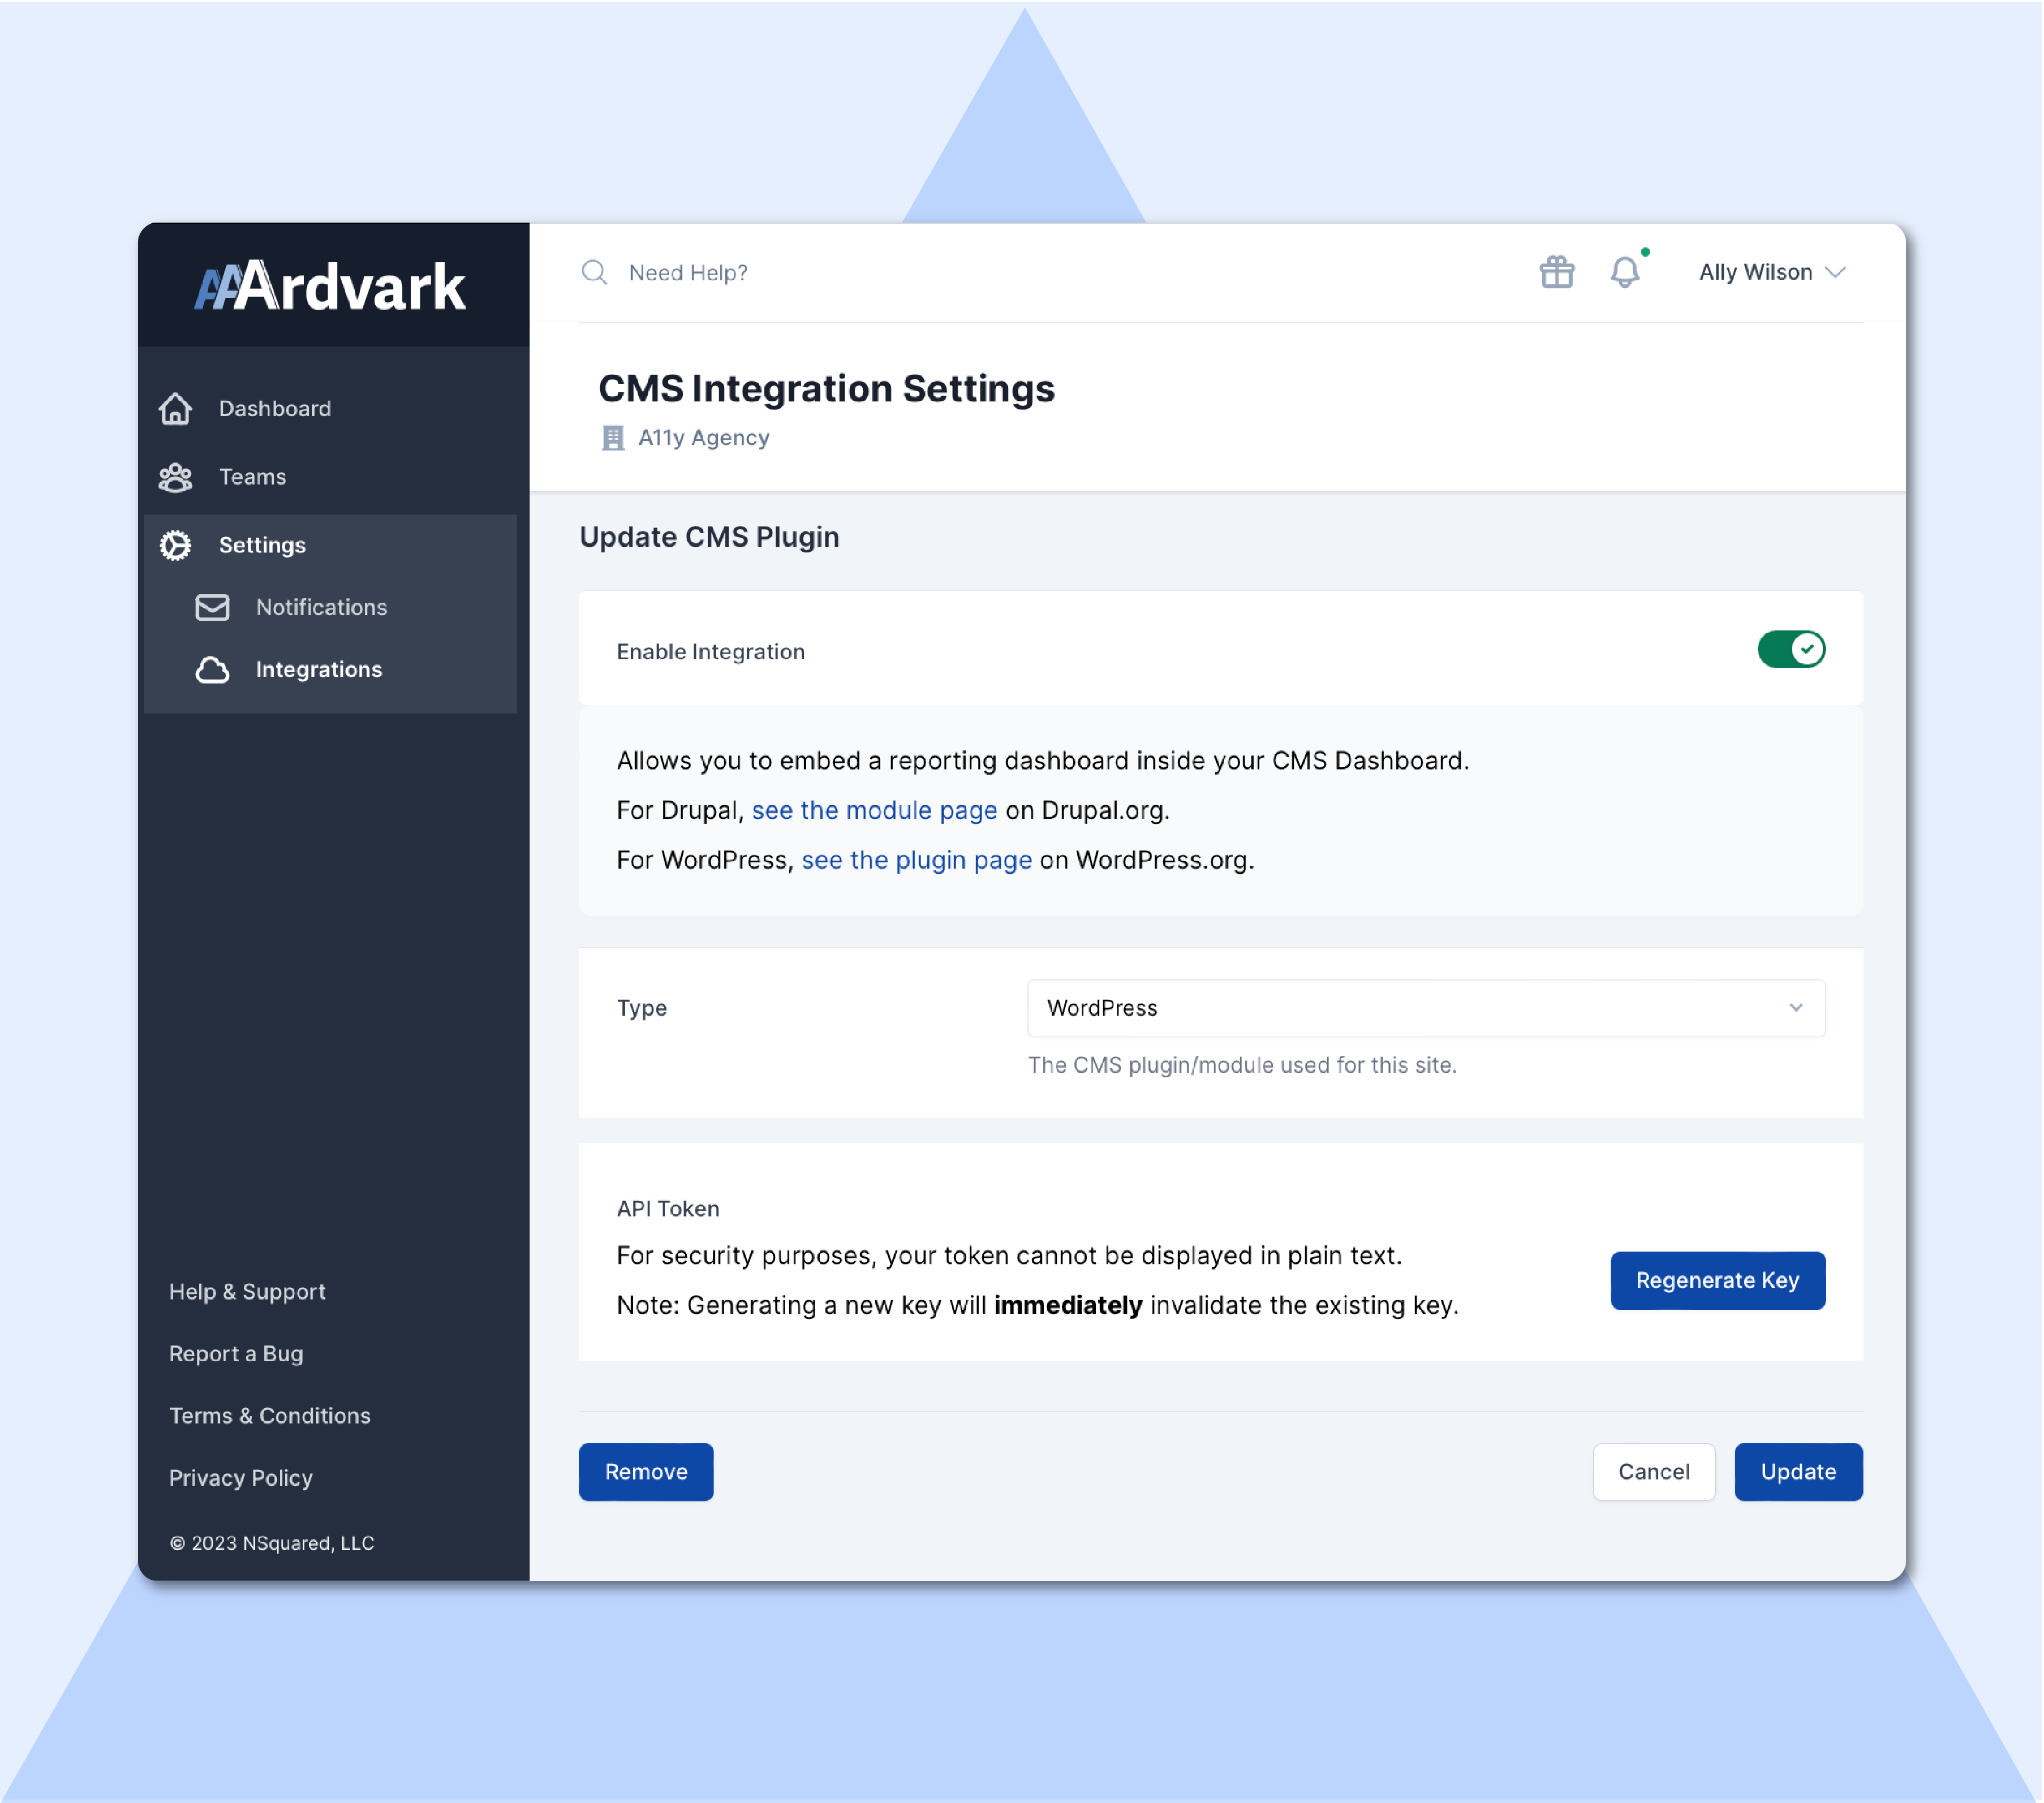 AAArdvark
Dashboard
Teams
Settings
Notifications
Integrations
Help & Support
Report a Bug
Terms & Conditions
Privacy Policy
© 2023 NSquared, LLC
Need Help?
Ally Wilson
CMS Integration Settings
A11y Agency
Update CMS Plugin
Enable Integration
Allows you to embed a reporting dashboard inside your CMS Dashboard.
For Drupal, see the module page on Drupal.org.
For WordPress, see the plugin page on WordPress.org.
Type
WordPress
The CMS plugin/module used for this site.
API Token
For security purposes, your token cannot be displayed in plain text.
Note: Generating a new key will immediately invalidate the existing key.
Regenerate Key
Remove
Cancel
Update